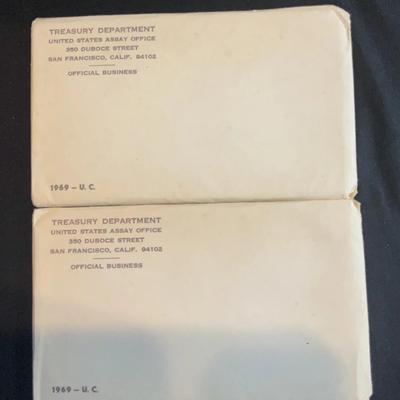 TREASURY DEPARTMENT
UNITED STATES ASSAY OFFICE
350 DUBOCE STREET
SAN FRANCISCO, CALIF. 94102
OFFICIAL BUSINESS
1969 – U. C.
TREASURY DEPARTMENT
UNITED STATES ASSAY OFFICE
350 DUBOCE STREET
SAN FRANCISCO, CALIF. 94102
OFFICIAL BUSINESS
1969 – U. C.